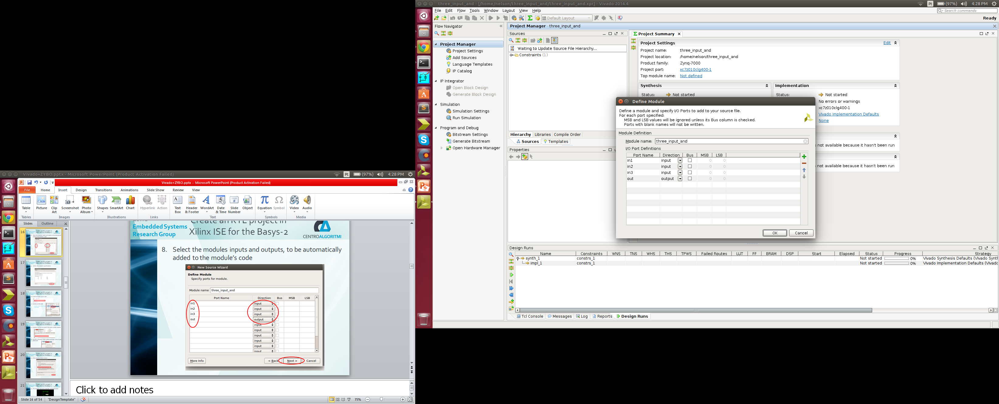 three_input_and - [/home/nelson/three_input_and/three_input_and.xpr] - Vivado 2014.4
Pt (97%) 4:28 PM
File Edit Flow Tools Window Layout View Help
Search commands
Default Layout
Ready
Flow Navigator
Project Manager
Project Settings
Add Sources
Language Templates
IP Catalog
IP Integrator
Open Block Design
Generate Block Design
Simulation
Simulation Settings
Run Simulation
Program and Debug
Bitstream Settings
Generate Bitstream
Open Hardware Manager
Project Manager - three_input_and
Sources
Waiting to Update Source File Hierarchy...
Constraints (1)
Hierarchy Libraries Compile Order
Sources Templates
Properties
Project Summary
Project Settings Edit
Project name: three_input_and
Project location: /home/nelson/three_input_and
Product family: Zynq-7000
Project part: xc7z010clg400-1
Top module name: Not defined
Synthesis
Status: Not started
Implementation
Status: Not started
No errors or warnings
xc7z010clg400-1
Vivado Implementation Defaults
None
not available because it hasn't been run
not available because it hasn't been run
Define Module
Define a module and specify I/O Ports to add to your source file.
For each port specified:
MSB and LSB values will be ignored unless its Bus column is checked.
Ports with blank names will not be written.
Module Definition
Module name: three_input_and
I/O Port Definitions
Port Name Direction Bus MSB LSB
in1 input 0 0
in2 input 0 0
in3 input 0 0
out output 0 0
OK Cancel
Design Runs
Name Constraints WNS TNS WHS THS TPWS Failed Routes LUT FF BRAM DSP Start Elapsed Status Progress Strategy
synth_1 constrs_1 Not started 0% Vivado Synthesis Defaults (Vivado Synth
impl_1 constrs_1 Not started 0% Vivado Implementation Defaults (Vivado
Tcl Console Messages Log Reports Design Runs
Vivado+ZYBO.pptx - Microsoft PowerPoint (Product Activation Failed)
Pt (97%) 4:28 PM
Vivado+ZYBO.pptx - Microsoft PowerPoint (Product Activation Failed)
File Home Insert Design Transitions Animations Slide Show Review View
Table Picture Clip Art Screenshot Photo Album Shapes SmartArt Chart Hyperlink Action Text Box Header & Footer WordArt Date & Time Slide Number Object Equation Symbol Video Audio
Tables Images Illustrations Links Text Symbols Media
Slides Outline
16
17
18
19
20
21
Create an RTL project in
Embedded Systems
Research Group
Xilinx ISE for the Basys-2
CENTROALGORITMI
8. Select the modules inputs and outputs, to be automatically
added to the module's code
New Source Wizard
Define Module
Specify ports for module.
Module name three_input_and
Port Name Direction Bus MSB LSB
in1 input
in2 input
in3 input
out output
input
input
input
input
input
input
More Info < Back Next > Cancel
Click to add notes
Slide 16 of 54 "DesignTemplate" 75%